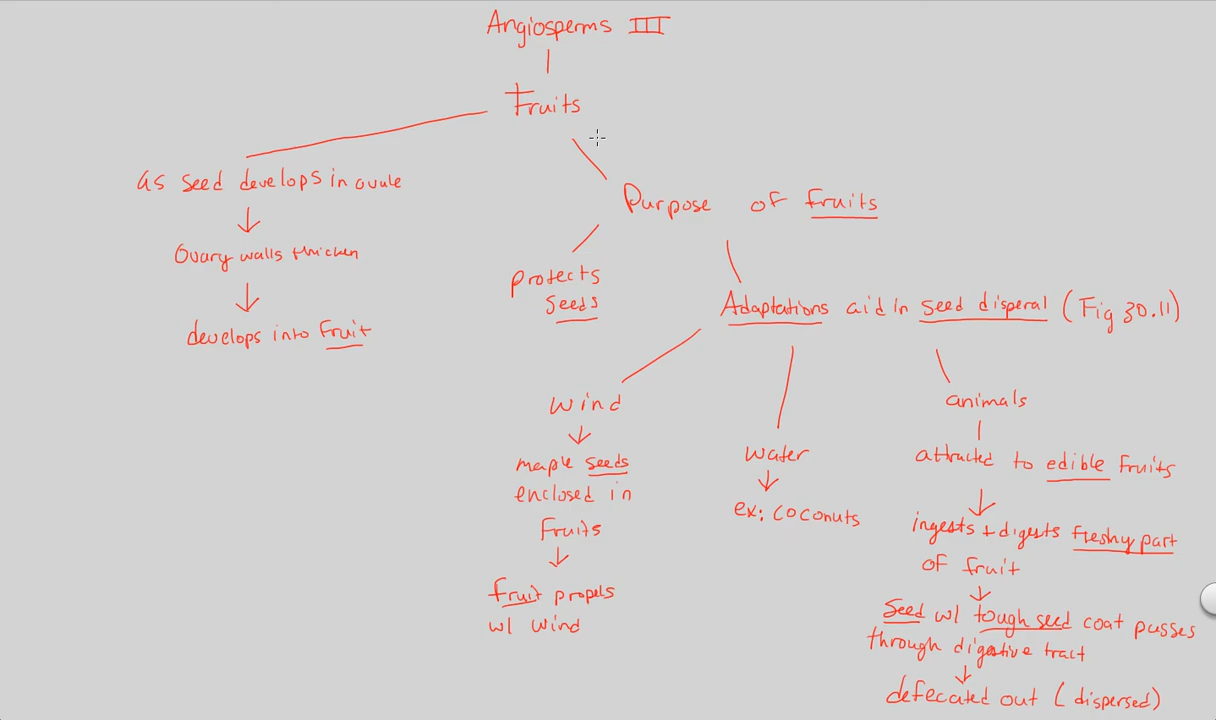 Angiosperms III
Fruits
as seed develops in ovule
Ovary walls thicken
develops into Fruit
Purpose of fruits
protects
seeds
Adaptations aid in seed disperal (Fig 30.11)
Wind
maple seeds
enclosed in
fruits
fruit propels
w/ wind
water
ex: coconuts
animals
attracted to edible fruits
ingests + digests fleshy part
of fruit
Seed w/ tough seed coat passes
through digestive tract
defecated out (dispersed)